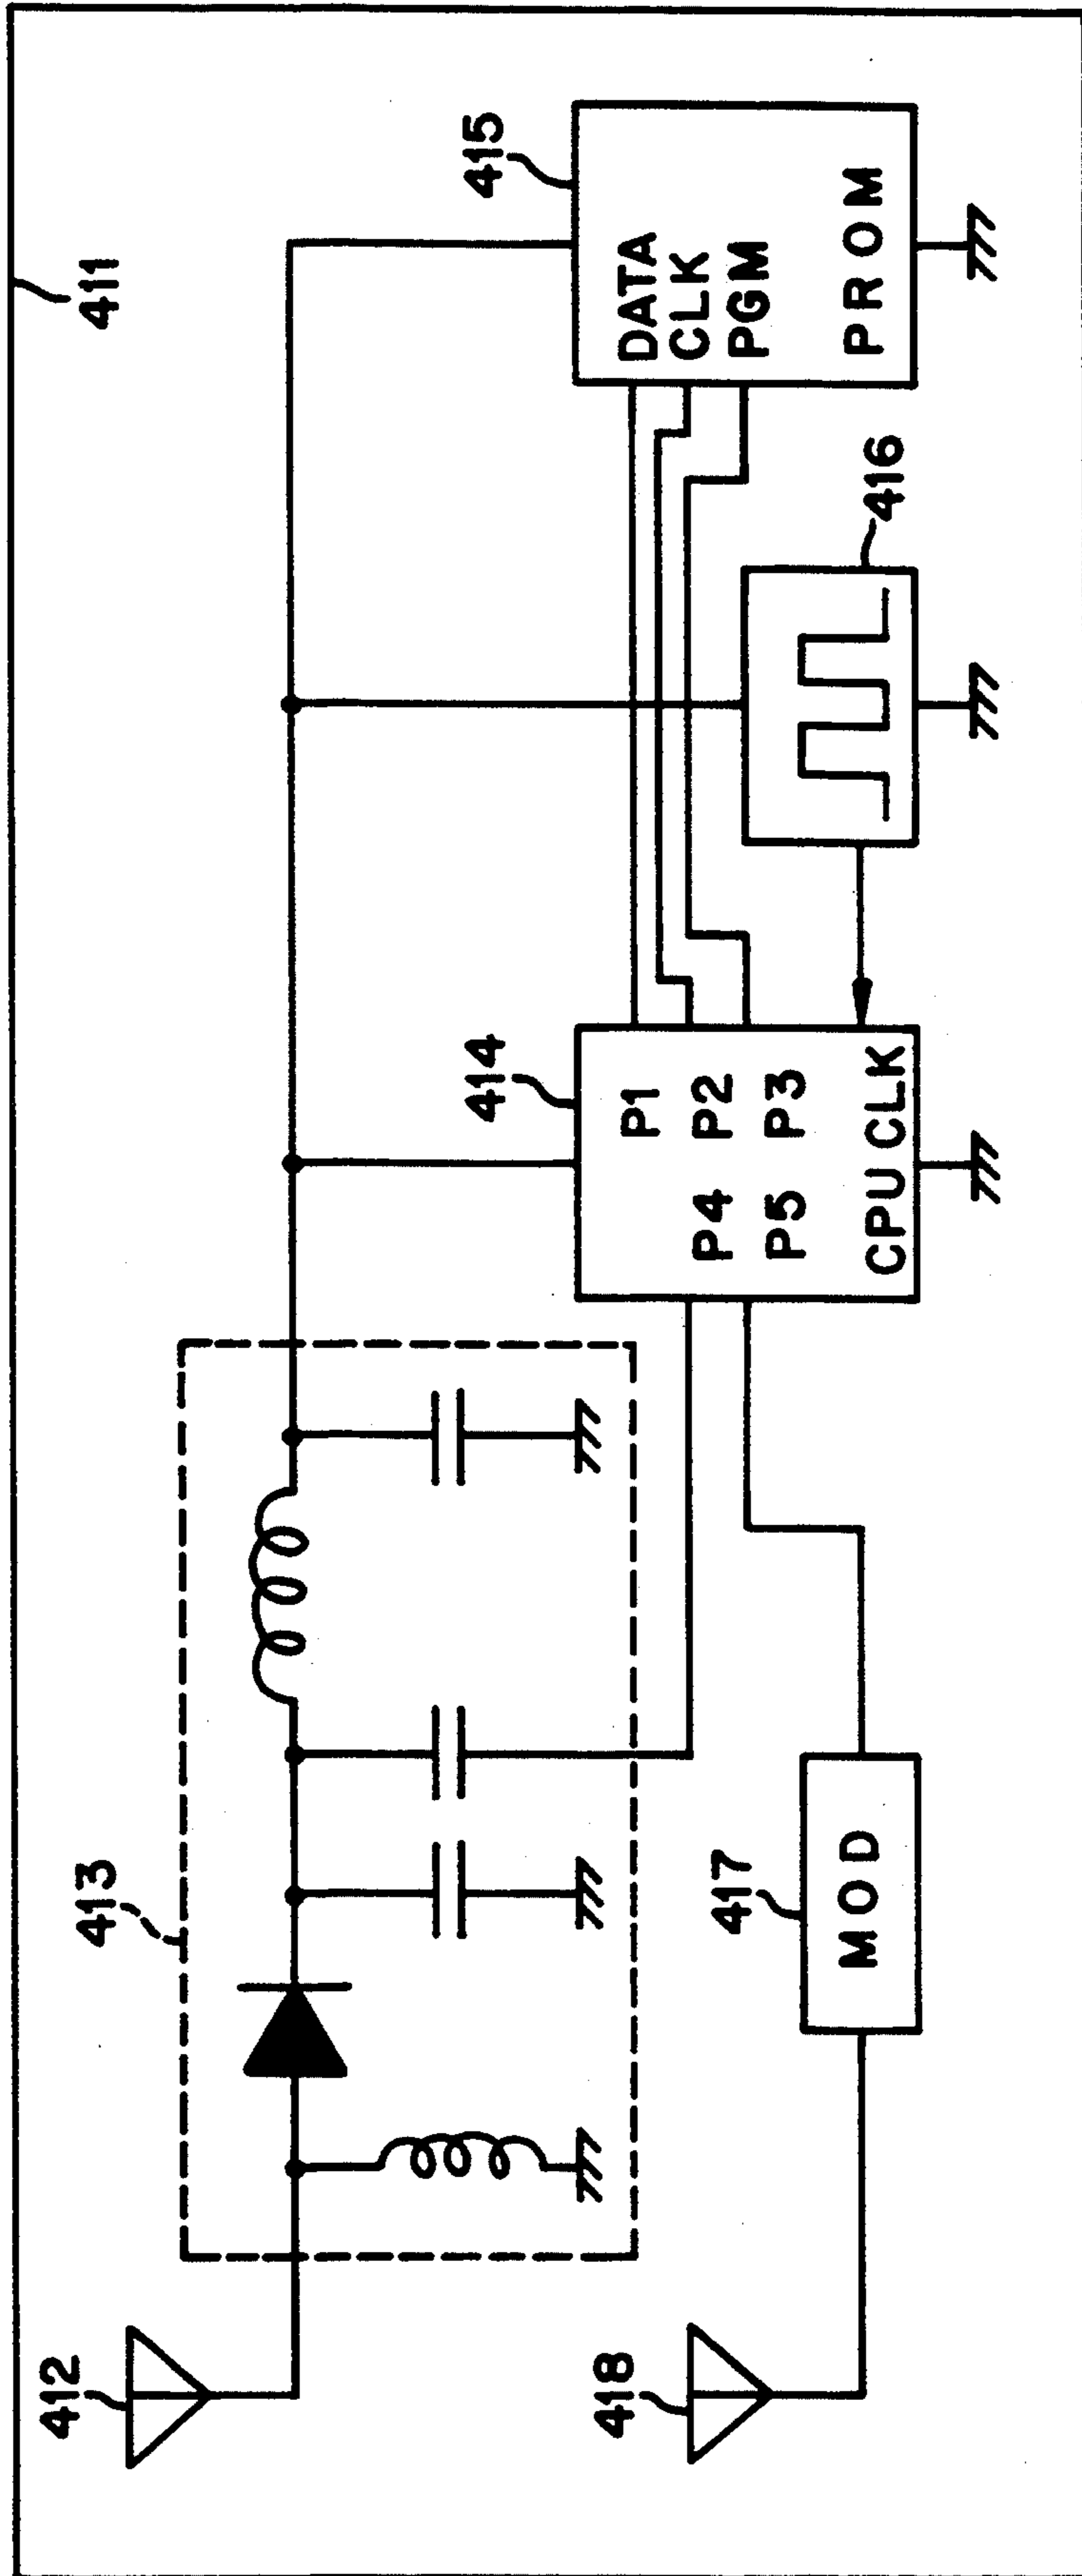 411
412
413
414
415
P1
P4 P2
P5 P3
CPU CLK
DATA
CLK
PGM
PROM
416
418
417
MOD